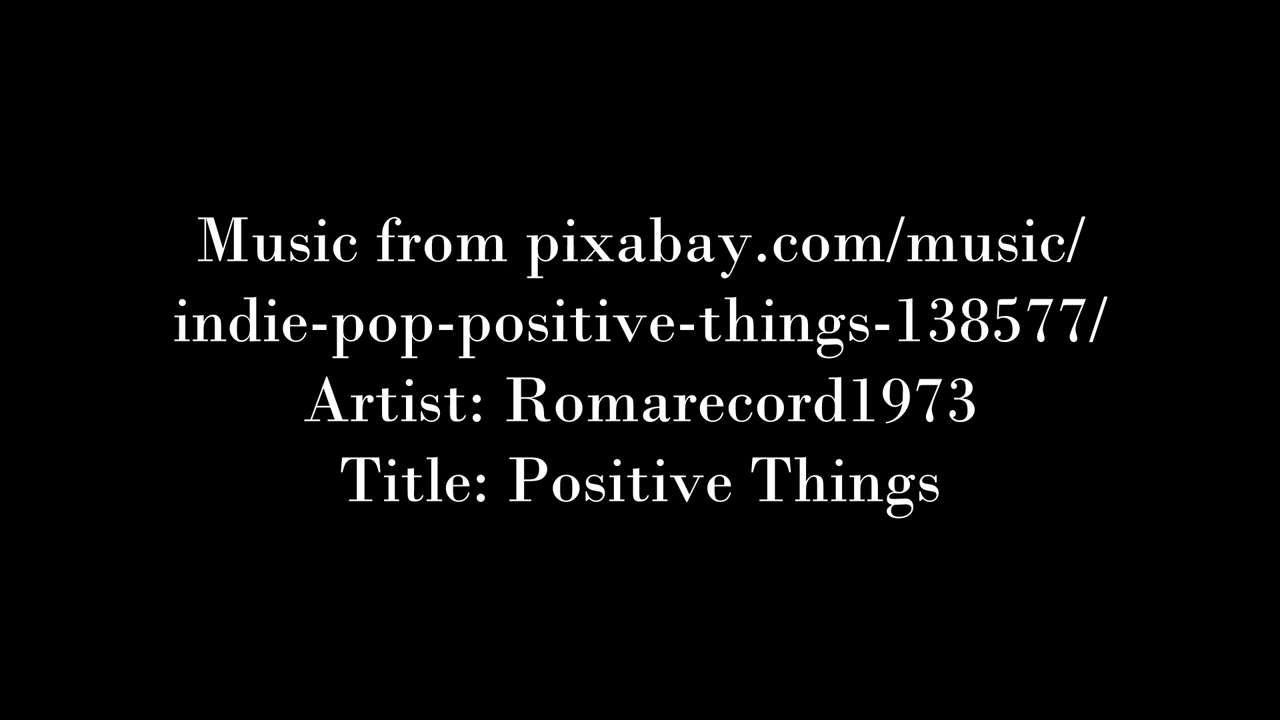 Music from pixabay.com/music/
indie-pop-positive-things-138577/
Artist: Romarecord1973
Title: Positive Things